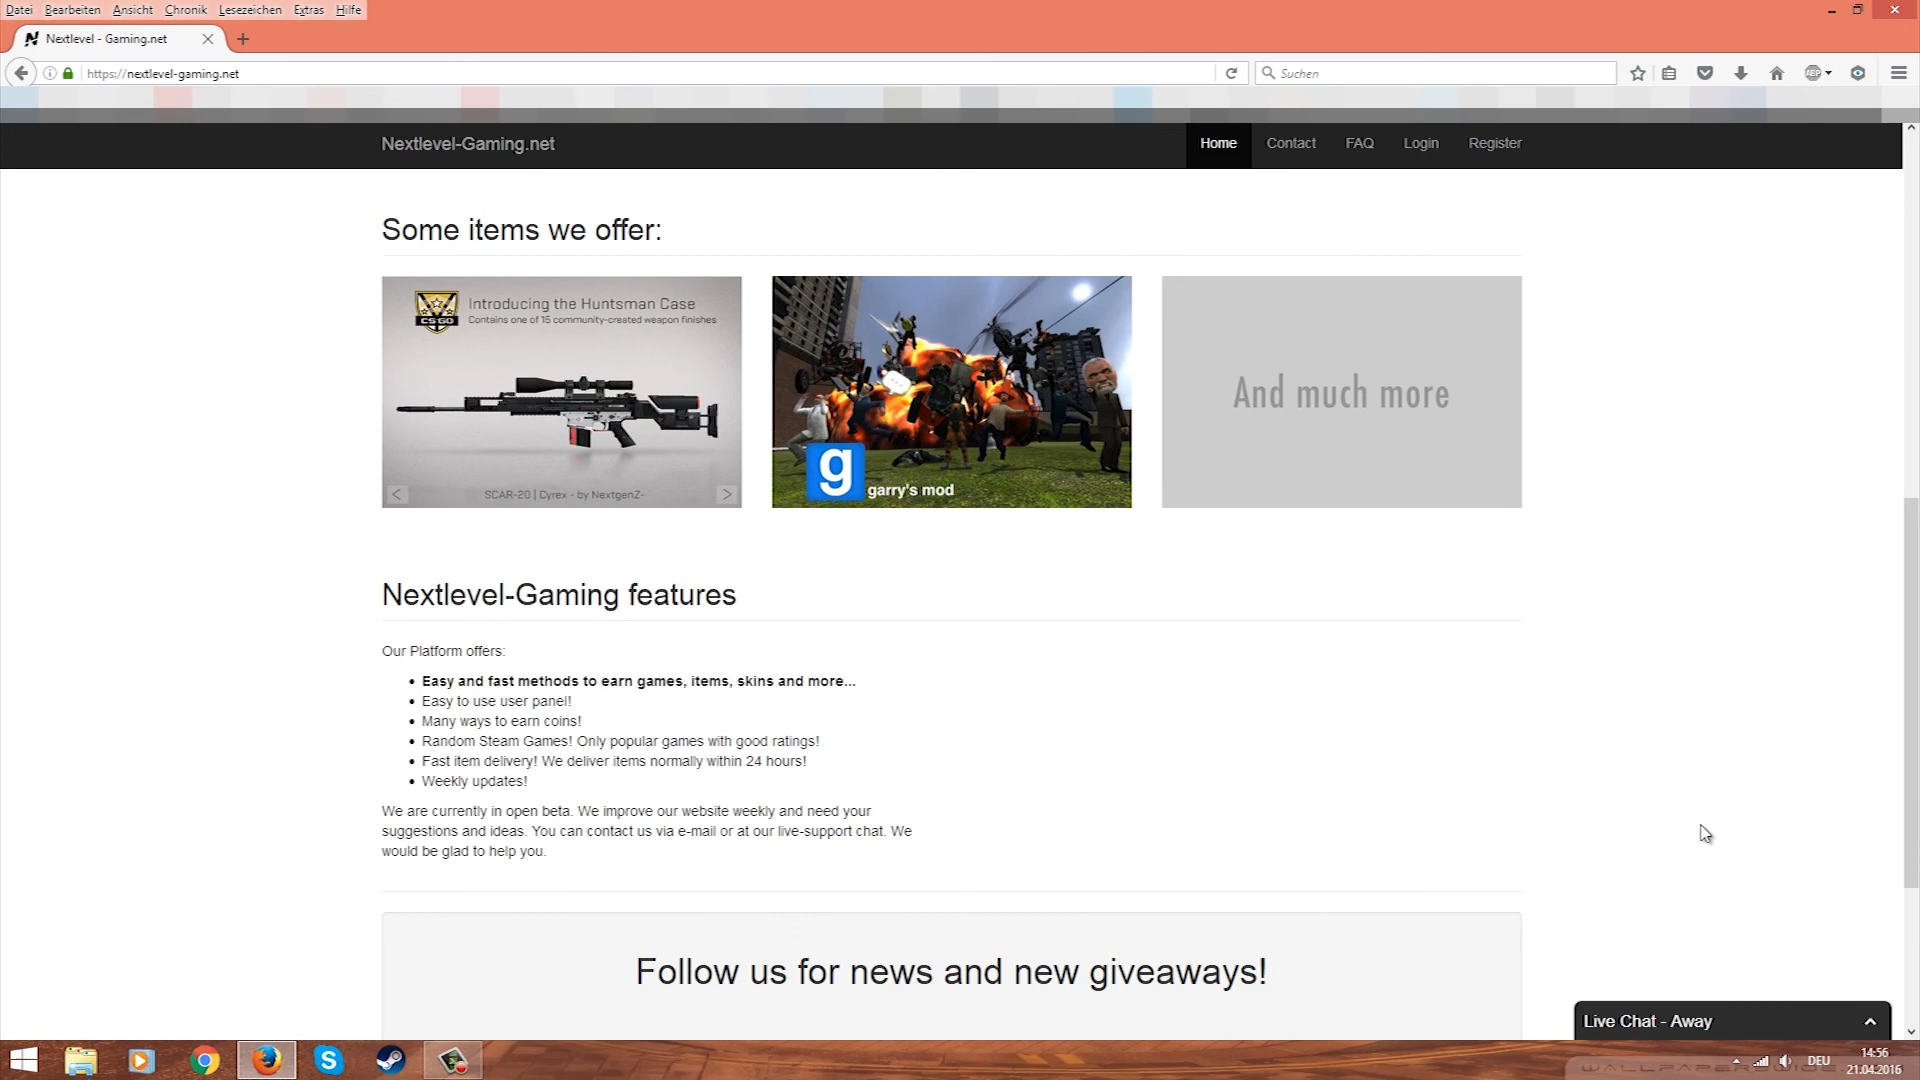 Datei Bearbeiten Ansicht Chronik Lesezeichen Extras Hilfe
Nextlevel - Gaming.net
https://nextlevel-gaming.net
Suchen
ABP
Nextlevel-Gaming.net
Home Contact FAQ Login Register
Some items we offer:
CS:GO
Introducing the Huntsman Case
Contains one of 15 community-created weapon finishes
SCAR-20 | Cyrex - by NextgenZ-
g
garry's mod
And much more
Nextlevel-Gaming features
Our Platform offers:
Easy and fast methods to earn games, items, skins and more...
Easy to use user panel!
Many ways to earn coins!
Random Steam Games! Only popular games with good ratings!
Fast item delivery! We deliver items normally within 24 hours!
Weekly updates!
We are currently in open beta. We improve our website weekly and need your
suggestions and ideas. You can contact us via e-mail or at our live-support chat. We
would be glad to help you.
Follow us for news and new giveaways!
Live Chat - Away
DEU
14:56
21.04.2016